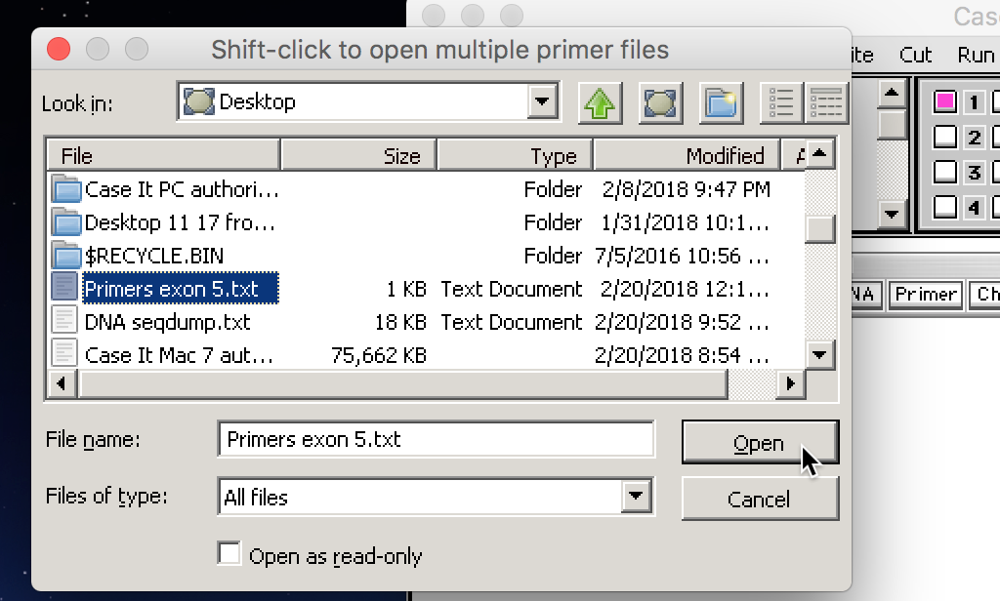 Cas
Shift-click to open multiple primer files
ite Cut Run
Look in: Desktop
1
2
3
4
File Size Type Modified A
Case It PC authori... Folder 2/8/2018 9:47 PM
Desktop 11 17 fro... Folder 1/31/2018 10:1...
$RECYCLE.BIN Folder 7/5/2016 10:56 ...
Primers exon 5.txt 1 KB Text Document 2/20/2018 12:1...
NA Primer Ch
DNA seqdump.txt 18 KB Text Document 2/20/2018 9:52 ...
Case It Mac 7 aut... 75,662 KB 2/20/2018 8:54 ...
File name: Primers exon 5.txt Open
Files of type: All files Cancel
Open as read-only